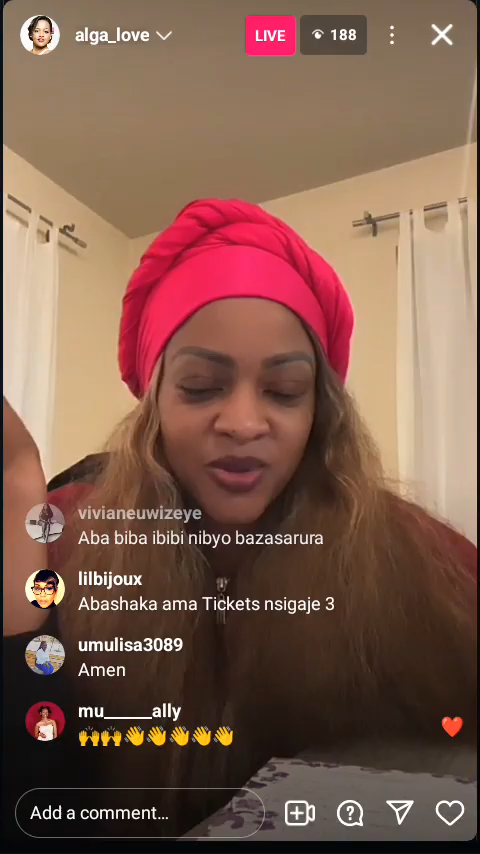 alga_love
LIVE
188
vivianeuwizeye
Aba biba ibibi nibyo bazasarura
lilbijoux
Abashaka ama Tickets nsigaje 3
umulisa3089
Amen
mu______ally
🙌🙌👋👋👋👋👋
Add a comment…